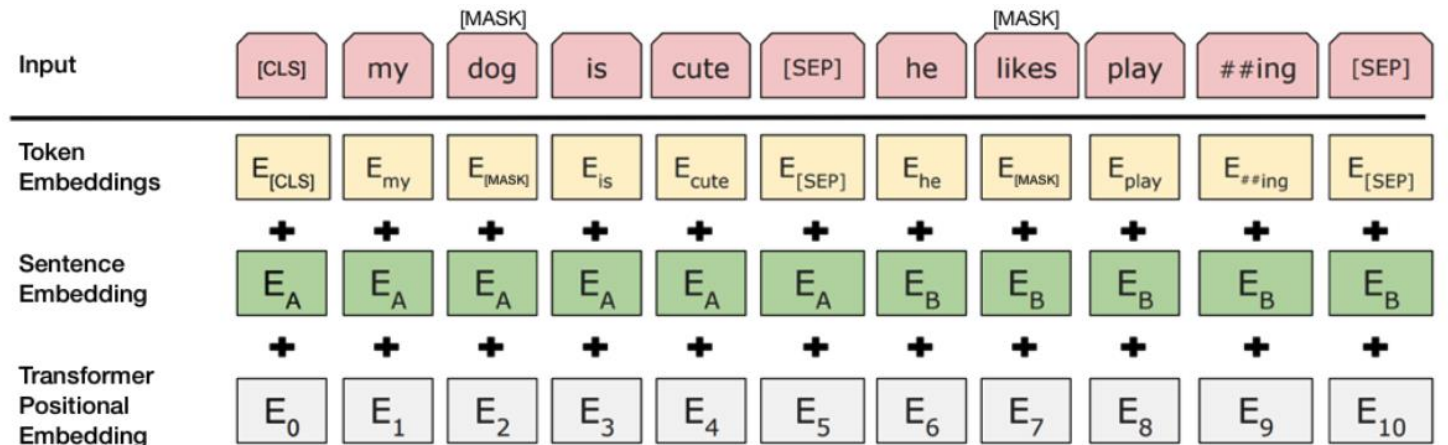 [MASK] [MASK]
Input [CLS] my dog is cute [SEP] he likes play ##ing [SEP]
Token
Embeddings E[CLS] Emy E[MASK] Eis Ecute E[SEP] Ehe E[MASK] Eplay E##ing E[SEP]
+ + + + + + + + + + +
Sentence
Embedding EA EA EA EA EA EA EB EB EB EB EB
+ + + + + + + + + + +
Transformer
Positional
Embedding E0 E1 E2 E3 E4 E5 E6 E7 E8 E9 E10